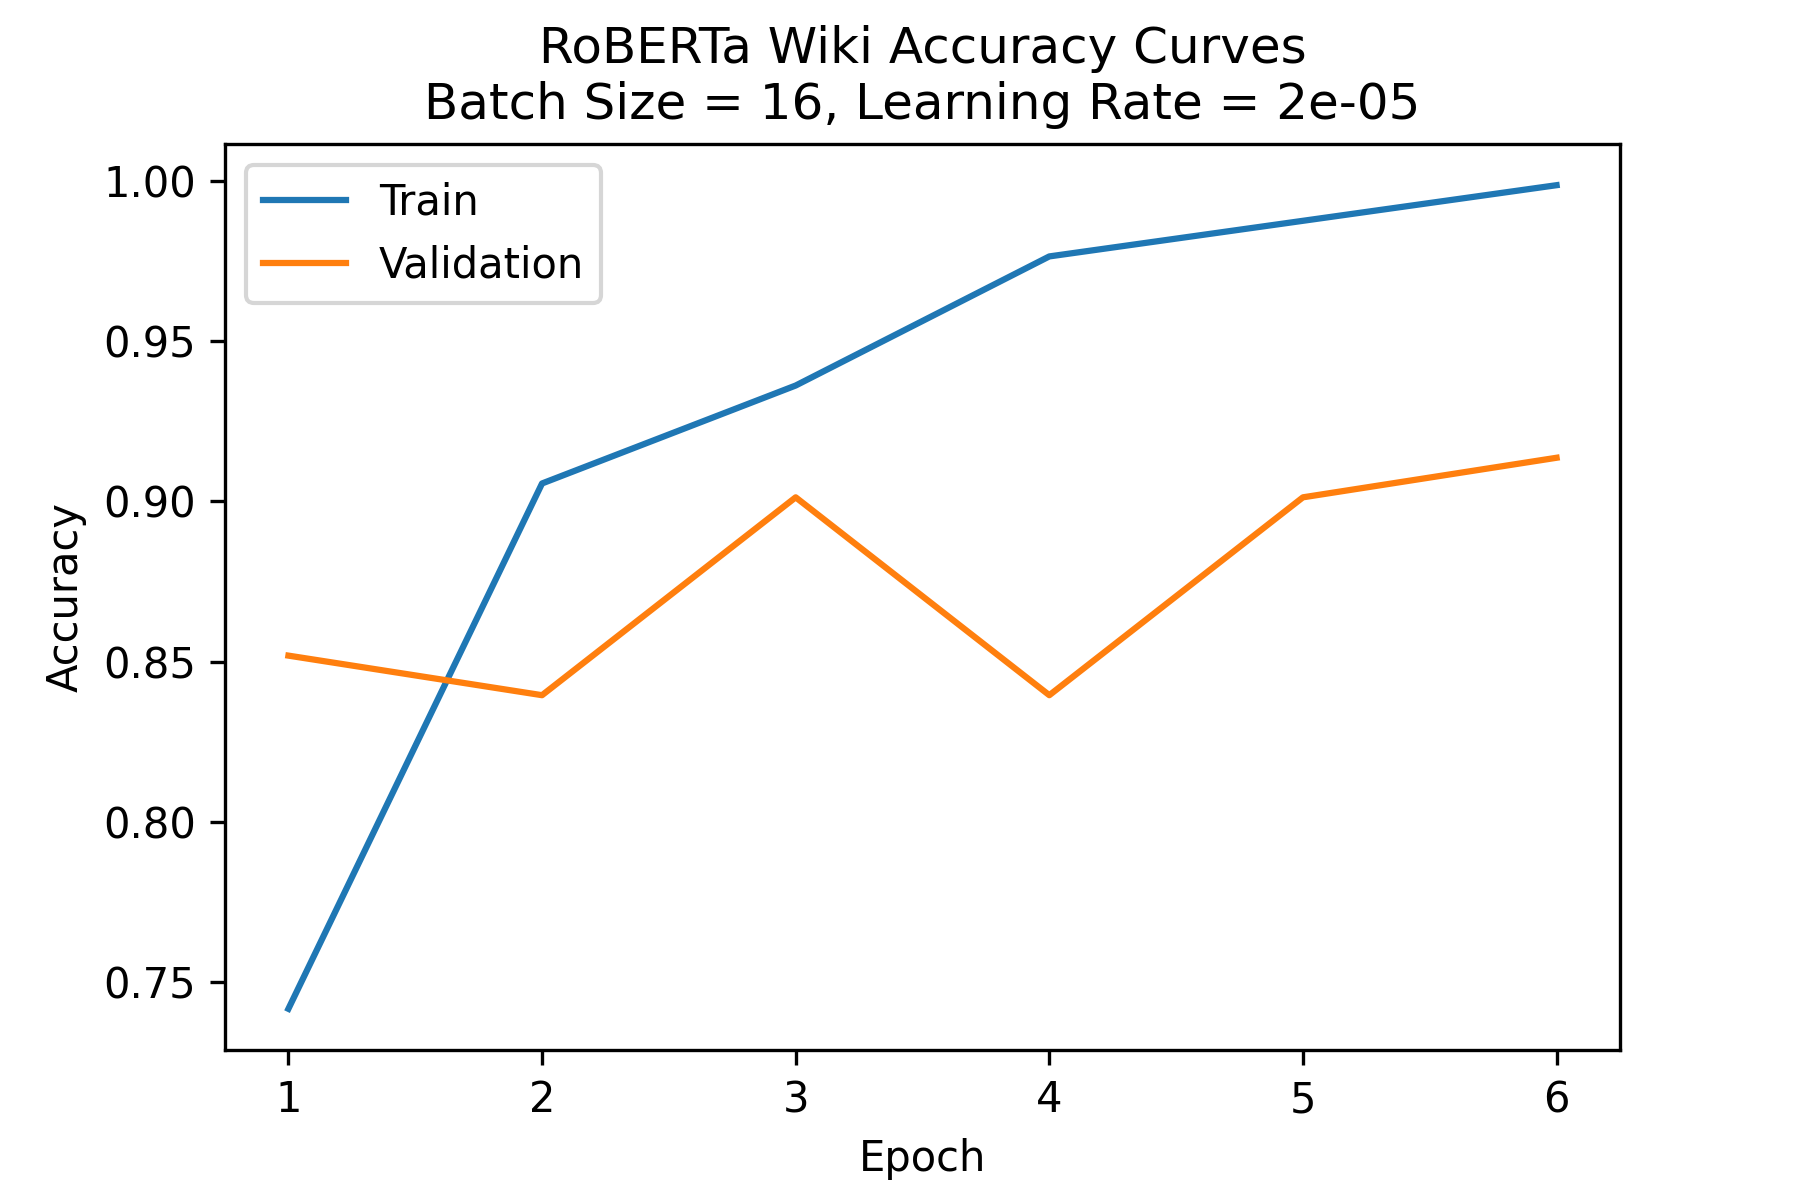 RoBERTa Wiki Accuracy Curves
Batch Size = 16, Learning Rate = 2e-05
Train
Validation
1.00
0.95
0.90
0.85
0.80
0.75
Accuracy
1 2 3 4 5 6
Epoch